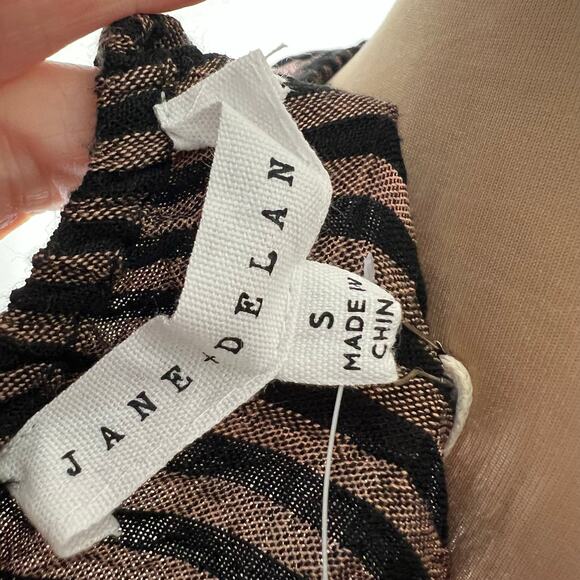 JANE + DELAN
S
MADE IN
CHIN